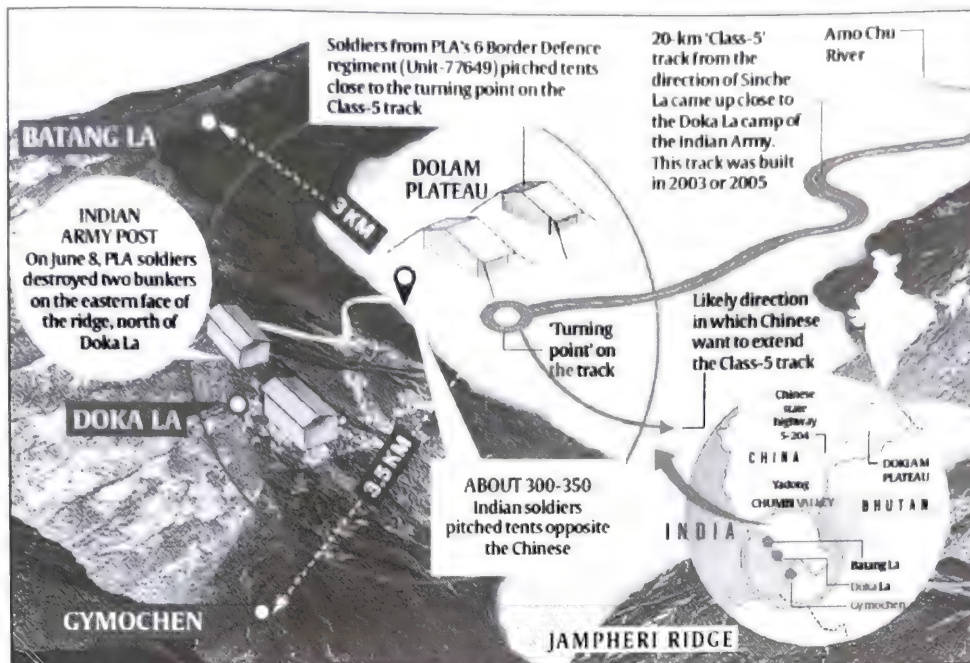 Soldiers from PLA's 6 Border Defence
regiment (Unit-77649) pitched tents
close to the turning point on the
Class-5 track
20-km 'Class-5'
track from the
direction of Sinche
La came up close to
the Doka La camp of
the Indian Army.
This track was built
in 2003 or 2005
Amo Chu
River
BATANG LA
3 KM
DOLAM
PLATEAU
INDIAN
ARMY POST
On June 8, PLA soldiers
destroyed two bunkers
on the eastern face of
the ridge, north of
Doka La
'Turning
point' on
the track
Likely direction
in which Chinese
want to extend
the Class-5 track
DOKA LA
3.5 KM
ABOUT 300-350
Indian soldiers
pitched tents opposite
the Chinese
Chinese
state
highway
S-204
CHINA
DOKLAM
PLATEAU
Yadong
CHUMBI VALLEY
BHUTAN
INDIA
Batang La
Doka La
Gymochen
GYMOCHEN
JAMPHERI RIDGE